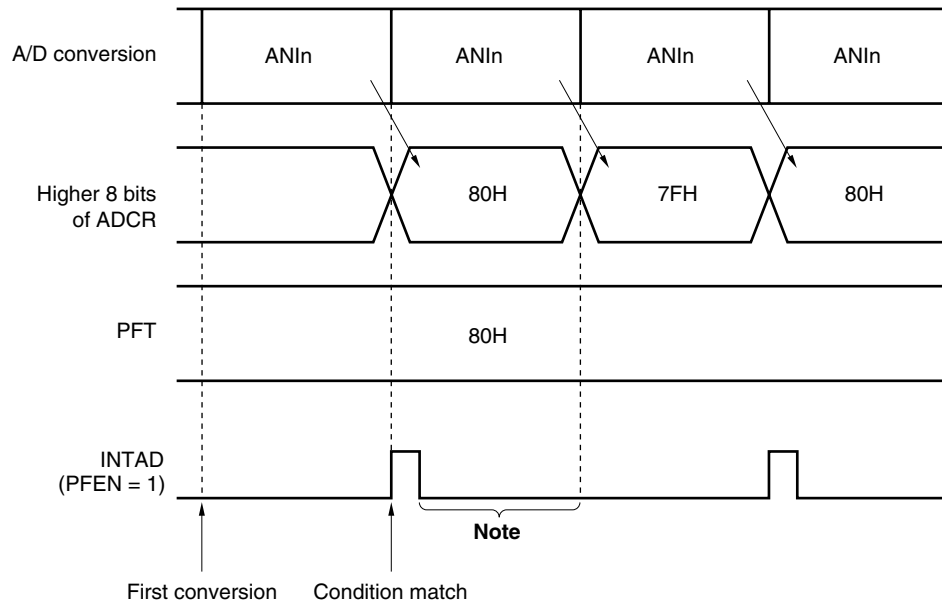 A/D conversion
ANIn
ANIn
ANIn
ANIn
Higher 8 bits
of ADCR
80H
7FH
80H
PFT
80H
INTAD
(PFEN = 1)
Note
First conversion
Condition match